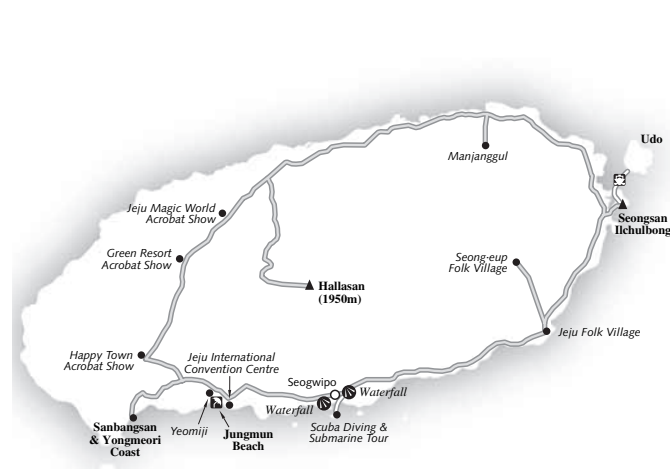 Udo
Manjanggul
Jeju Magic World
Acrobat Show
Seongsan
Ilchulbong
Green Resort
Acrobat Show
Seong-eup
Folk Village
Hallasan
(1950m)
Jeju Folk Village
Happy Town
Acrobat Show
Jeju International
Convention Centre
Seogwipo
Waterfall
Waterfall
Sanbangsan
& Yongmeori
Coast
Yeomiji
Jungmun
Beach
Scuba Diving &
Submarine Tour